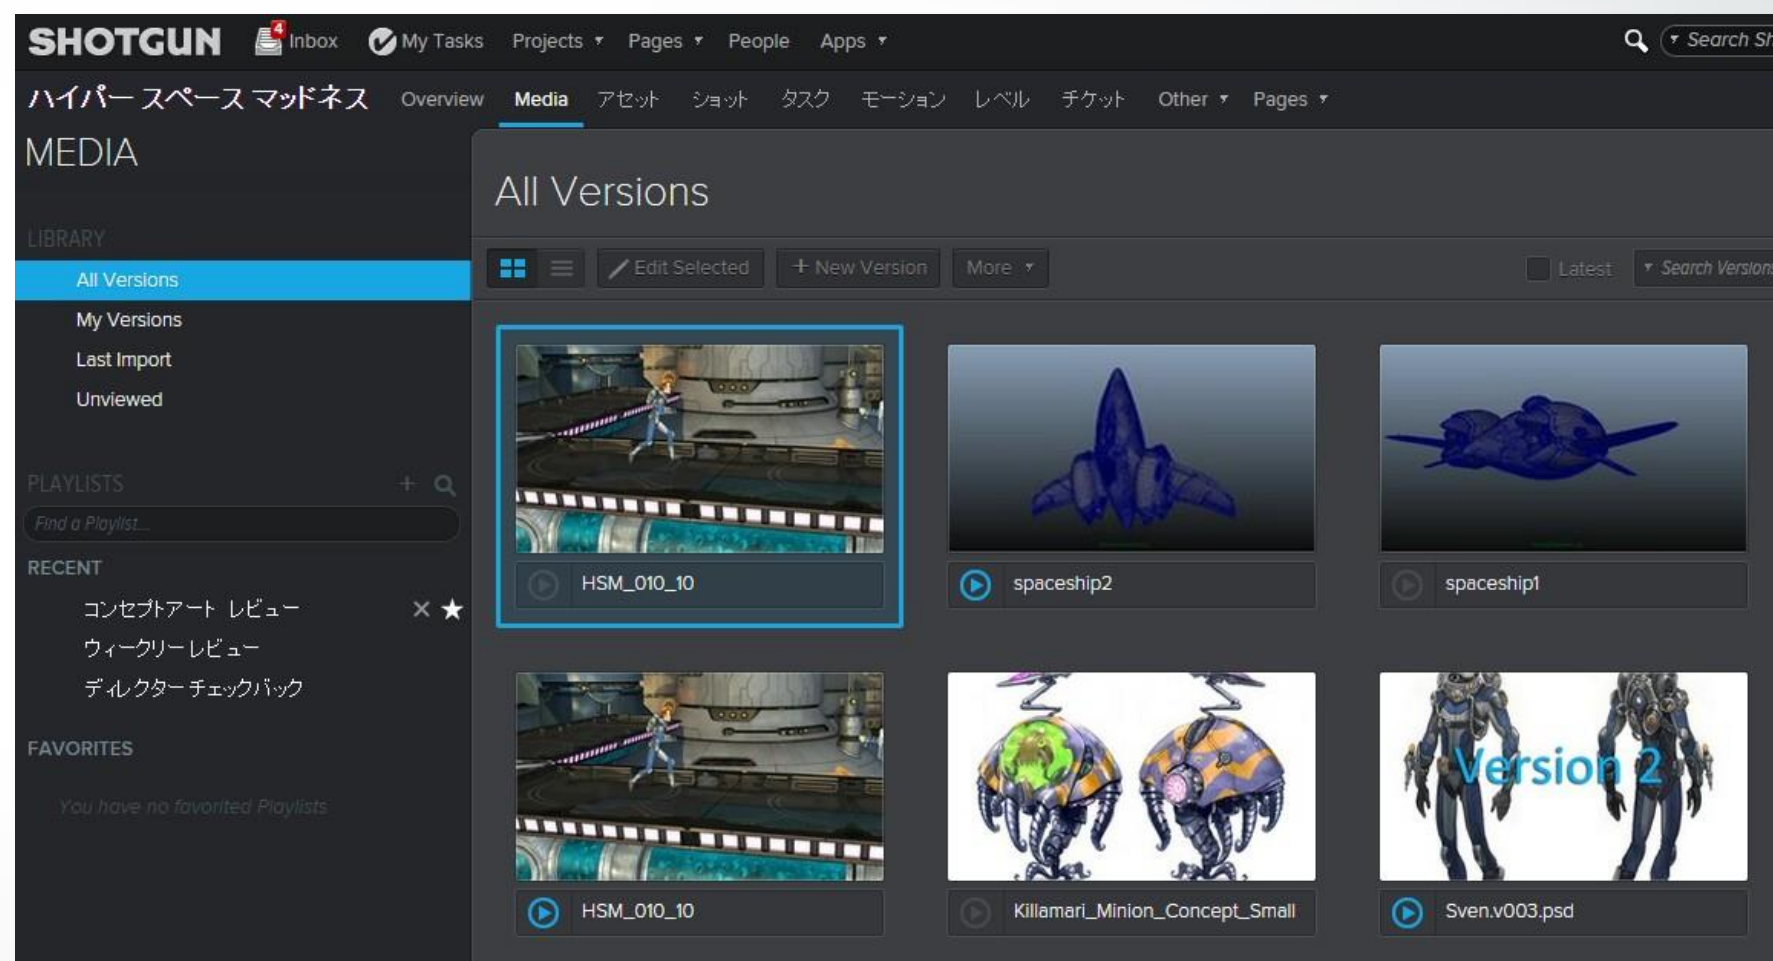 SHOTGUN 4 Inbox My Tasks Projects Pages People Apps Search Sh
ハイパー スペース マッドネス Overview Media アセット ショット タスク モーション レベル チケット Other Pages
MEDIA
All Versions
LIBRARY
All Versions
My Versions
Last Import
Unviewed
Edit Selected + New Version More Latest Search Versions
PLAYLISTS +
Find a Playlist...
RECENT
コンセプトアート レビュー
ウィークリーレビュー
ディレクターチェックバック
FAVORITES
You have no favorited Playlists
HSM_010_10
spaceship2
spaceship1
Version 2
HSM_010_10
Killamari_Minion_Concept_Small
Sven.v003.psd